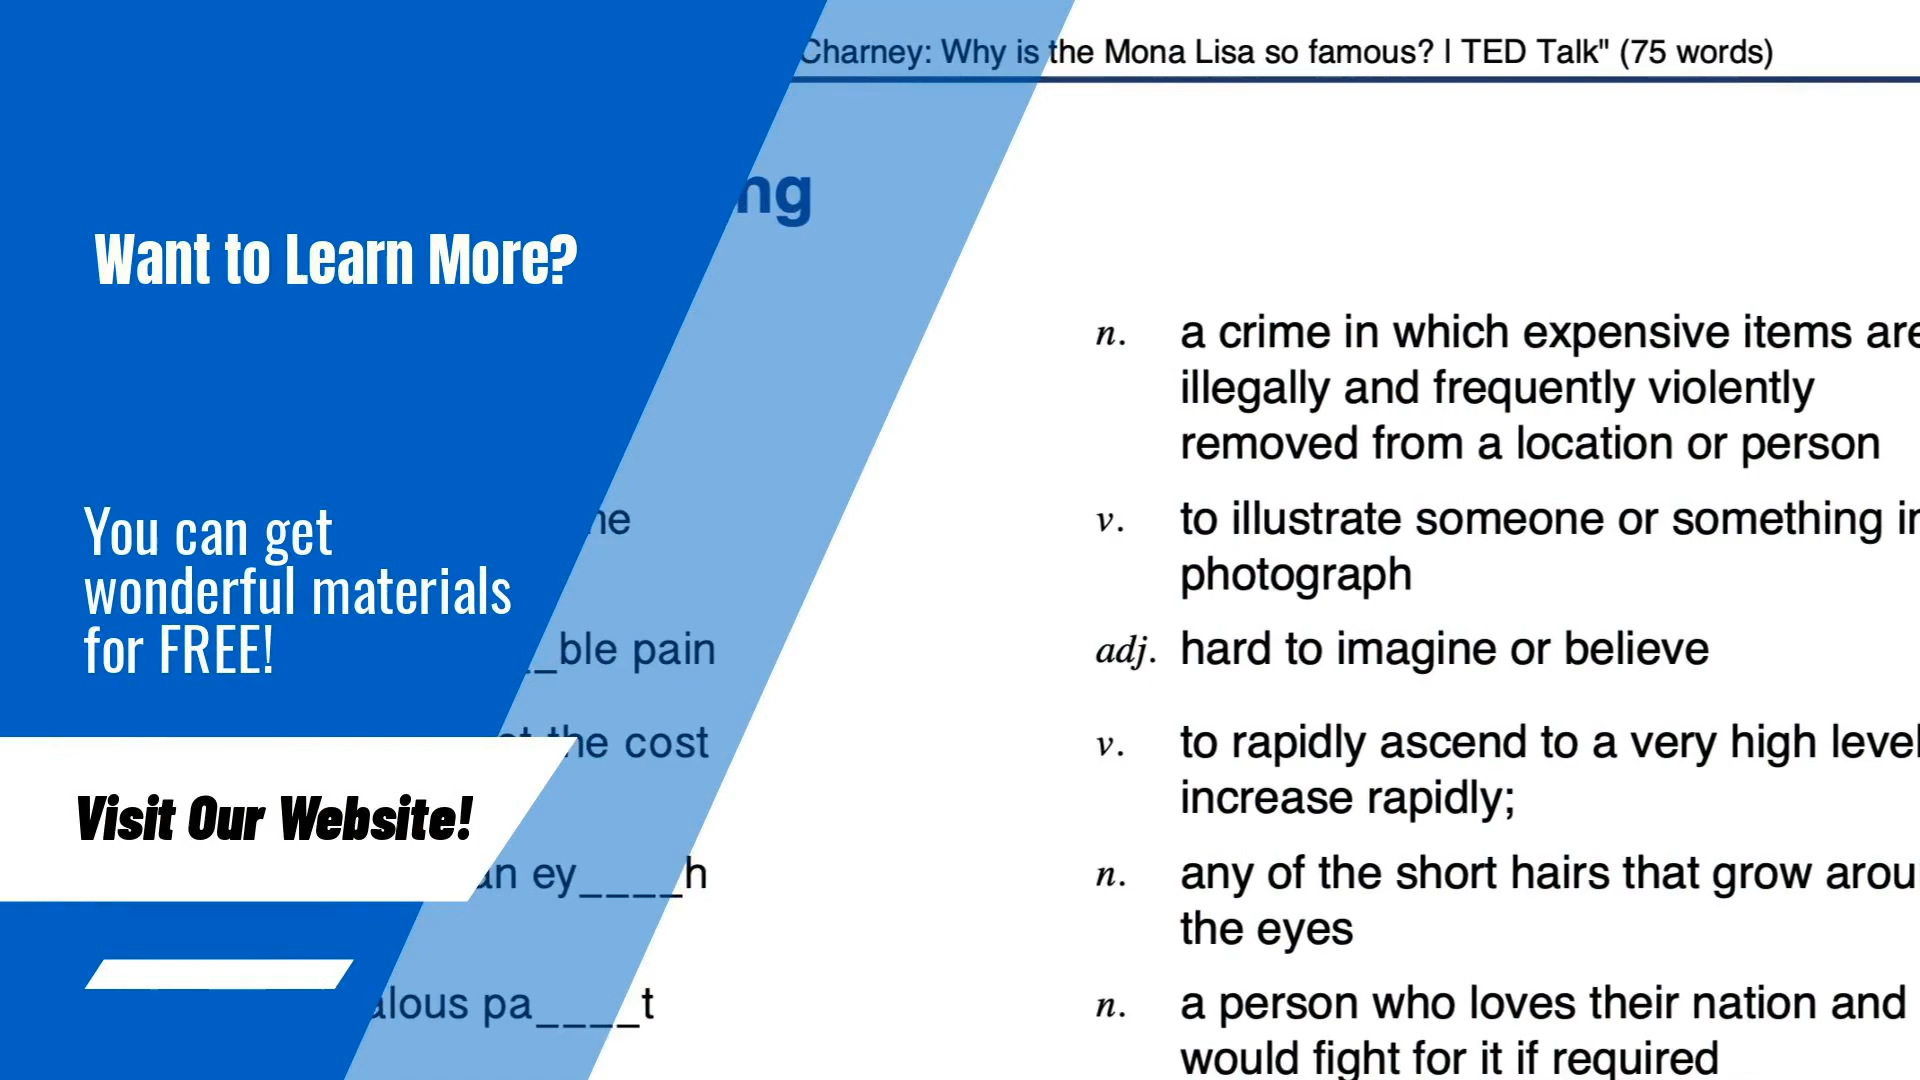 Charney: Why is the Mona Lisa so famous? | TED Talk" (75 words)
ng
Want to Learn More?
You can get
wonderful materials
for FREE!
Visit Our Website!
n. a crime in which expensive items are
illegally and frequently violently
removed from a location or person
ne
v. to illustrate someone or something in
photograph
_ble pain
adj. hard to imagine or believe
the cost
v. to rapidly ascend to a very high level
increase rapidly;
an ey____h
n. any of the short hairs that grow arou
the eyes
alous pa____t
n. a person who loves their nation and
would fight for it if required